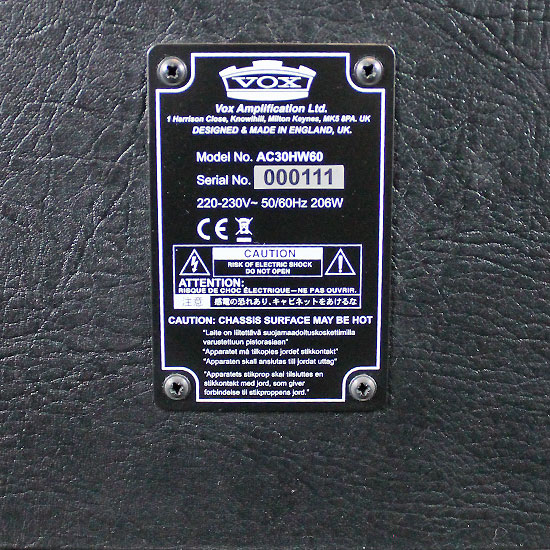 VOX
Vox Amplification Ltd.
1 Harrison Close, Knowlhill, Milton Keynes, MK5 8PA. UK
DESIGNED & MADE IN ENGLAND, UK.
Model No. AC30HW60
Serial No. 000111
220-230V~ 50/60Hz 206W
CE
CAUTION
RISK OF ELECTRIC SHOCK
DO NOT OPEN
ATTENTION:
RISQUE DE CHOC ÉLECTRIQUE—NE PAS OUVRIR.
注意 感電の恐れあり、キャビネットをあけるな
CAUTION: CHASSIS SURFACE MAY BE HOT
"Laite on liitettävä suojamaadoituskoskettimilla
varustettuun pistorasiaan"
"Apparatet må tilkoples jordet stikkontakt"
"Apparaten skall anslutas till jordat uttag"
"Apparatets stikprop skal tilsluttes en
stikkontakt med jord, som giver
forbindelse til stikproppens jord.